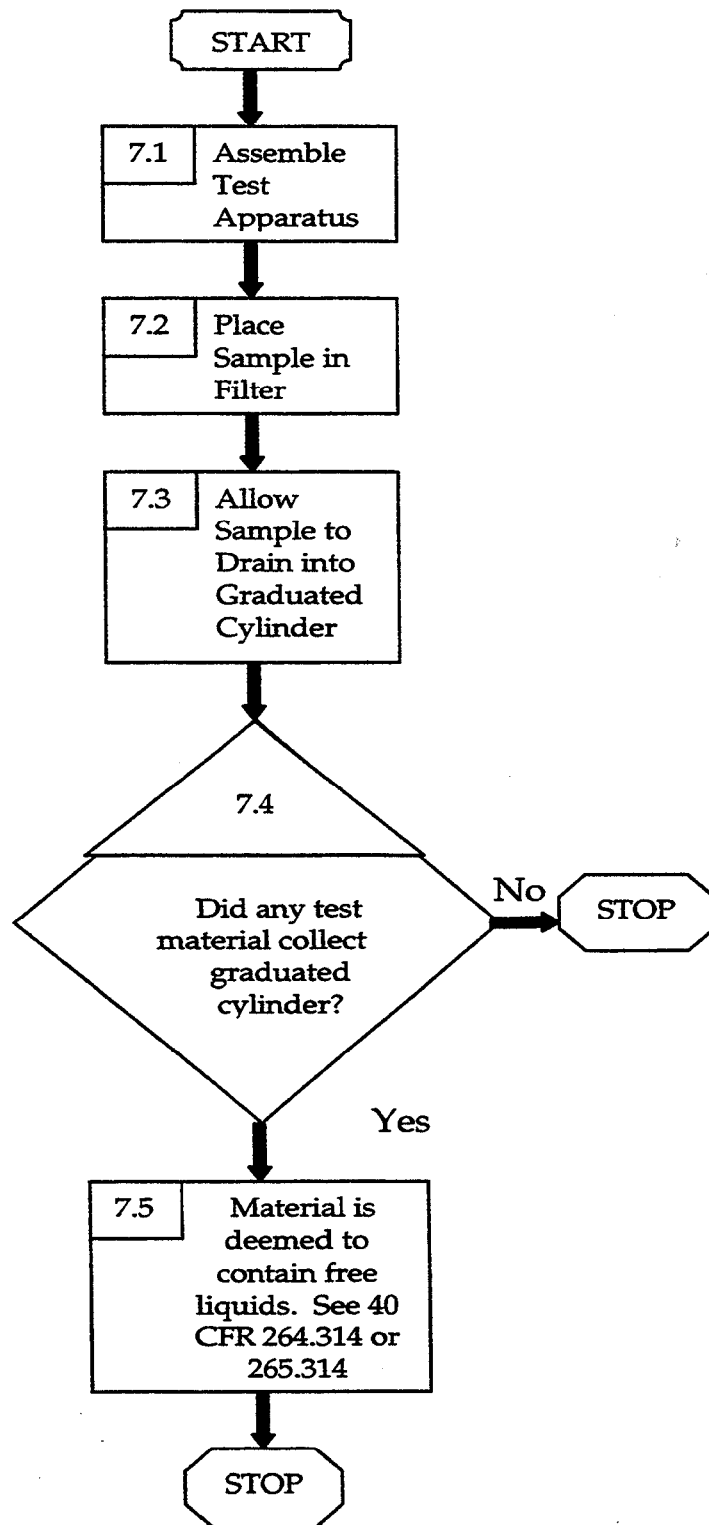 START
7.1
Assemble
Test
Apparatus
7.2
Place
Sample in
Filter
7.3
Allow
Sample to
Drain into
Graduated
Cylinder
7.4
Did any test
material collect
graduated
cylinder?
No
STOP
Yes
7.5
Material is
deemed to
contain free
liquids. See 40
CFR 264.314 or
265.314
STOP